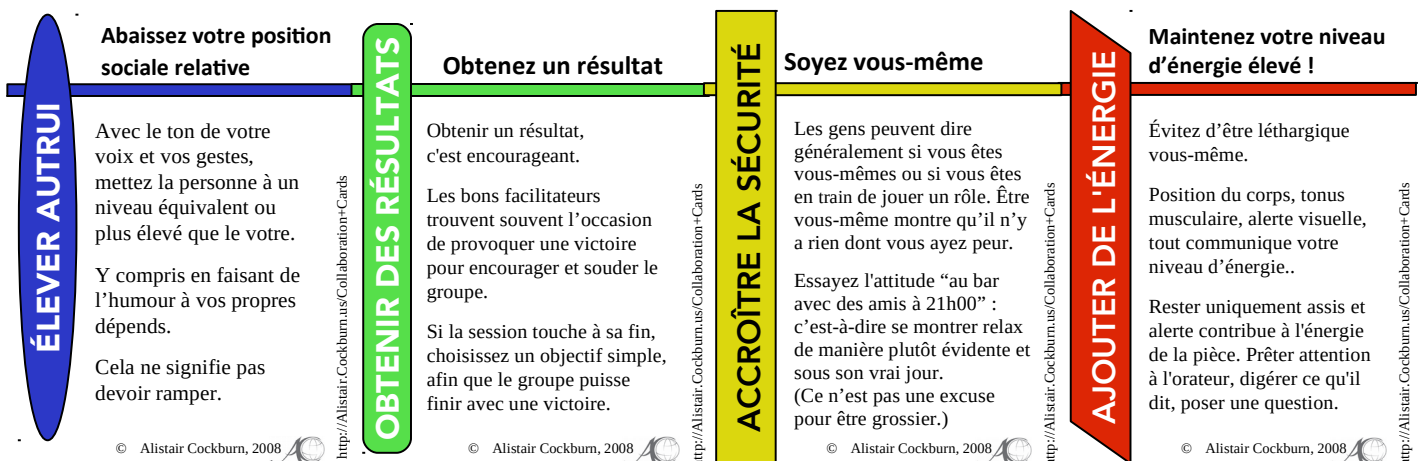 ÉLEVER AUTRUI
Abaissez votre position
sociale relative
Avec le ton de votre
voix et vos gestes,
mettez la personne à un
niveau équivalent ou
plus élevé que le votre.
Y compris en faisant de
l’humour à vos propres
dépends.
Cela ne signifie pas
devoir ramper.
© Alistair Cockburn, 2008
http://Alistair.Cockburn.us/Collaboration+Cards
OBTENIR DES RÉSULTATS
Obtenez un résultat
Obtenir un résultat,
c'est encourageant.
Les bons facilitateurs
trouvent souvent l’occasion
de provoquer une victoire
pour encourager et souder le
groupe.
Si la session touche à sa fin,
choisissez un objectif simple,
afin que le groupe puisse
finir avec une victoire.
© Alistair Cockburn, 2008
http://Alistair.Cockburn.us/Collaboration+Cards
ACCROÎTRE LA SÉCURITÉ
Soyez vous-même
Les gens peuvent dire
généralement si vous êtes
vous-mêmes ou si vous êtes
en train de jouer un rôle. Être
vous-même montre qu’il n’y
a rien dont vous ayez peur.
Essayez l'attitude “au bar
avec des amis à 21h00” :
c’est-à-dire se montrer relax
de manière plutôt évidente et
sous son vrai jour.
(Ce n’est pas une excuse
pour être grossier.)
© Alistair Cockburn, 2008
http://Alistair.Cockburn.us/Collaboration+Cards
AJOUTER DE L'ÉNERGIE
Maintenez votre niveau
d’énergie élevé !
Évitez d’être léthargique
vous-même.
Position du corps, tonus
musculaire, alerte visuelle,
tout communique votre
niveau d’énergie..
Rester uniquement assis et
alerte contribue à l'énergie
de la pièce. Prêter attention
à l'orateur, digérer ce qu'il
dit, poser une question.
© Alistair Cockburn, 2008
http://Alistair.Cockburn.us/Collaboration+Cards